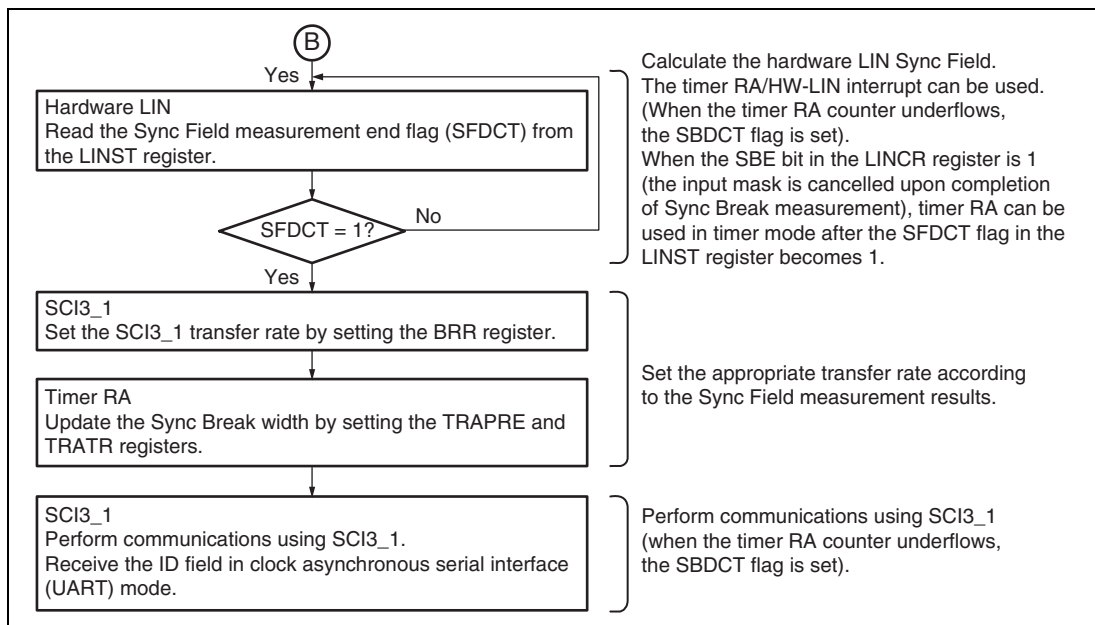 B
Yes
Hardware LIN
Read the Sync Field measurement end flag (SFDCT) from
the LINST register.
SFDCT = 1?
No
Yes
Calculate the hardware LIN Sync Field.
The timer RA/HW-LIN interrupt can be used.
(When the timer RA counter underflows,
the SBDCT flag is set).
When the SBE bit in the LINCR register is 1
(the input mask is cancelled upon completion
of Sync Break measurement), timer RA can be
used in timer mode after the SFDCT flag in the
LINST register becomes 1.
SCI3_1
Set the SCI3_1 transfer rate by setting the BRR register.
Timer RA
Update the Sync Break width by setting the TRAPRE and
TRATR registers.
Set the appropriate transfer rate according
to the Sync Field measurement results.
SCI3_1
Perform communications using SCI3_1.
Receive the ID field in clock asynchronous serial interface
(UART) mode.
Perform communications using SCI3_1
(when the timer RA counter underflows,
the SBDCT flag is set).